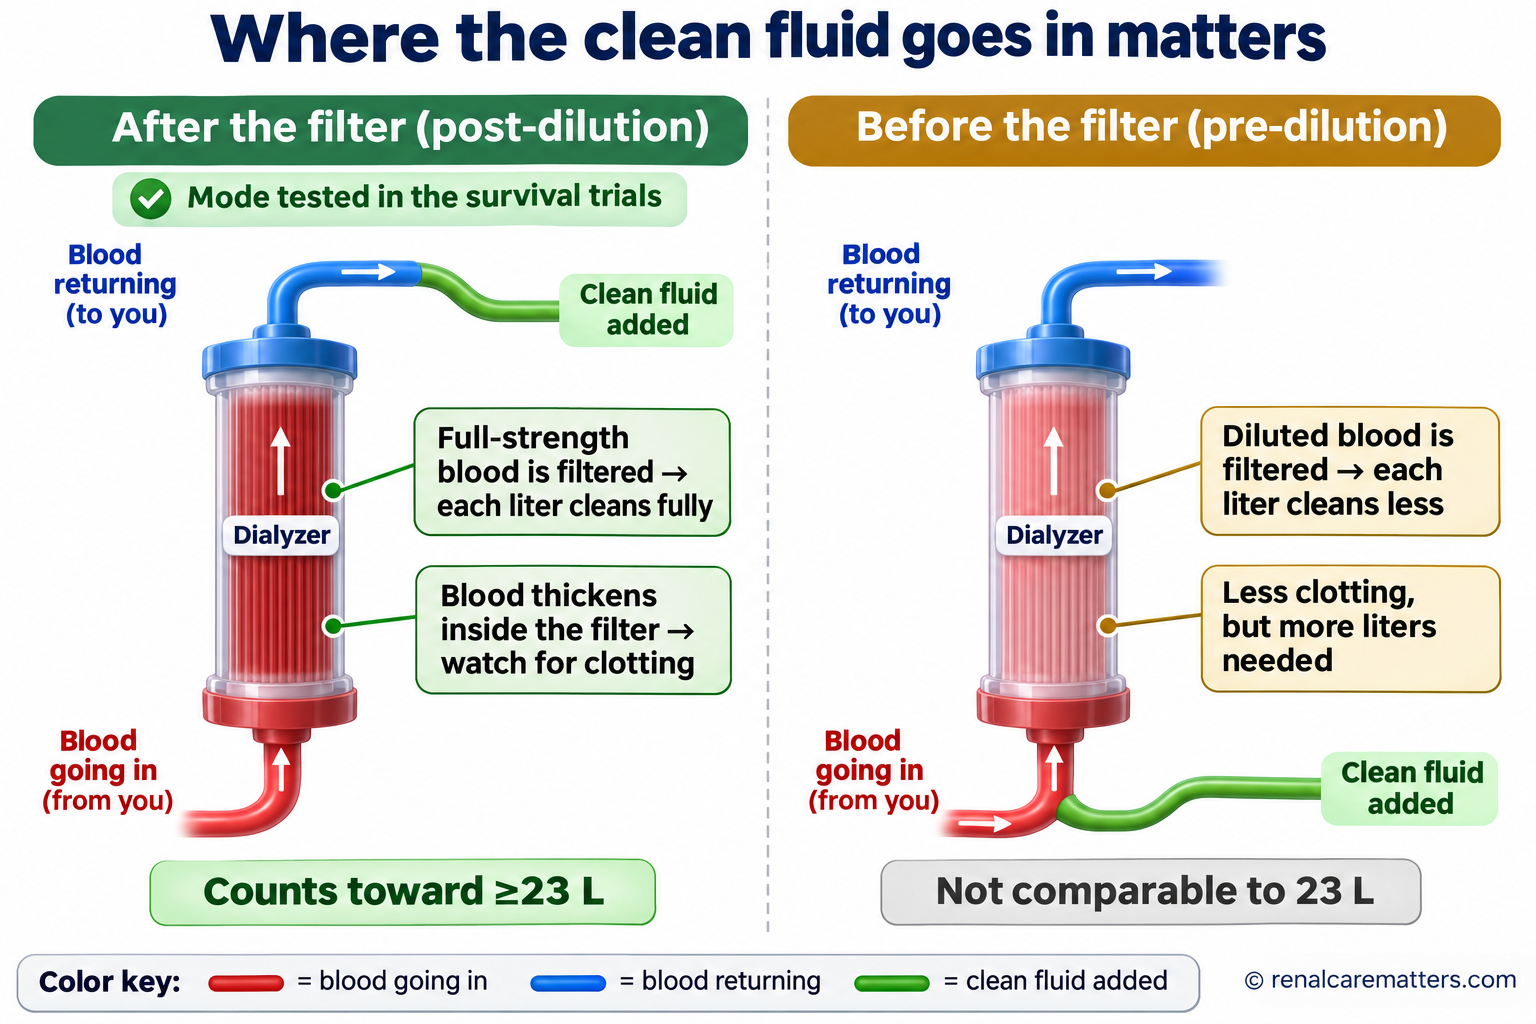 Where the clean fluid goes in matters
After the filter (post-dilution)
Mode tested in the survival trials
Blood
returning
(to you)
Clean fluid
added
Full-strength
blood is filtered →
each liter cleans fully
Dialyzer
Blood thickens
inside the filter →
watch for clotting
Blood
going in
(from you)
Counts toward ≥23 L
Before the filter (pre-dilution)
Blood
returning
(to you)
Diluted blood is
filtered → each
liter cleans less
Dialyzer
Less clotting,
but more liters
needed
Blood
going in
(from you)
Clean fluid
added
Not comparable to 23 L
Color key: = blood going in = blood returning = clean fluid added
© renalcarematters.com